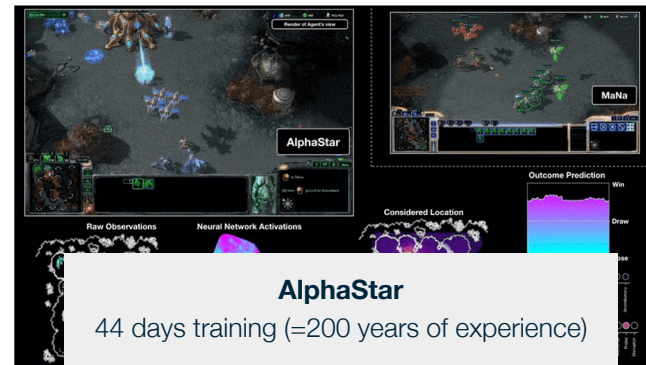 Render of Agent's view
AlphaStar
MaNa
Raw Observations
Neural Network Activations
Considered Location
Outcome Prediction
Win
Draw
AlphaStar
44 days training (=200 years of experience)